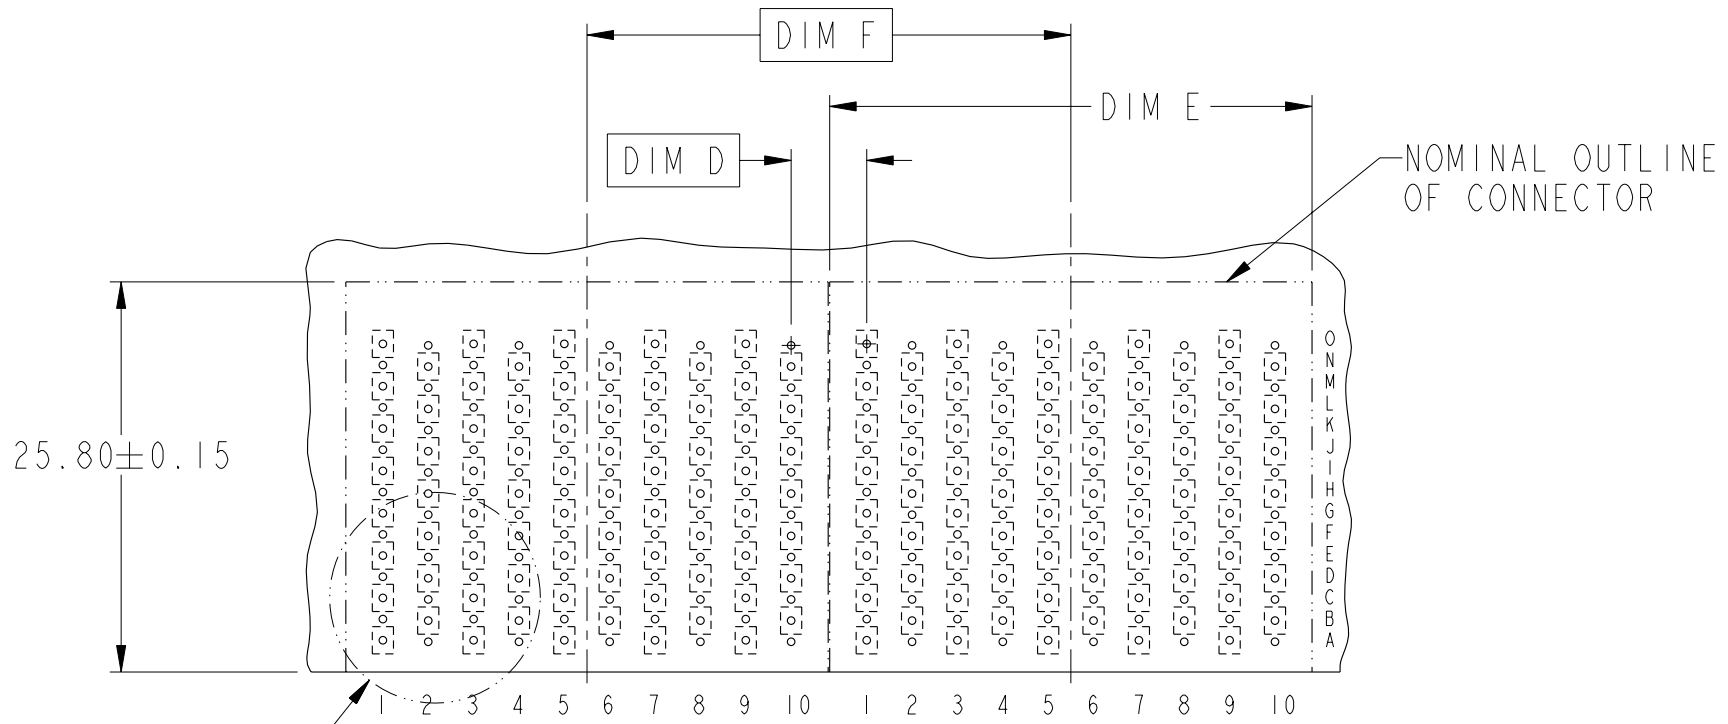 DIM F
DIM E
DIM D
NOMINAL OUTLINE
OF CONNECTOR
25.80±0.15
O
N
M
L
K
J
I
H
G
F
E
D
C
B
A
1 2 3 4 5 6 7 8 9 10 1 2 3 4 5 6 7 8 9 10